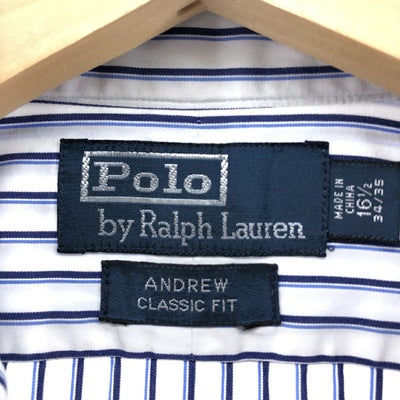 Polo
by Ralph Lauren
MADE IN
CHINA
16½
34/35
ANDREW
CLASSIC FIT